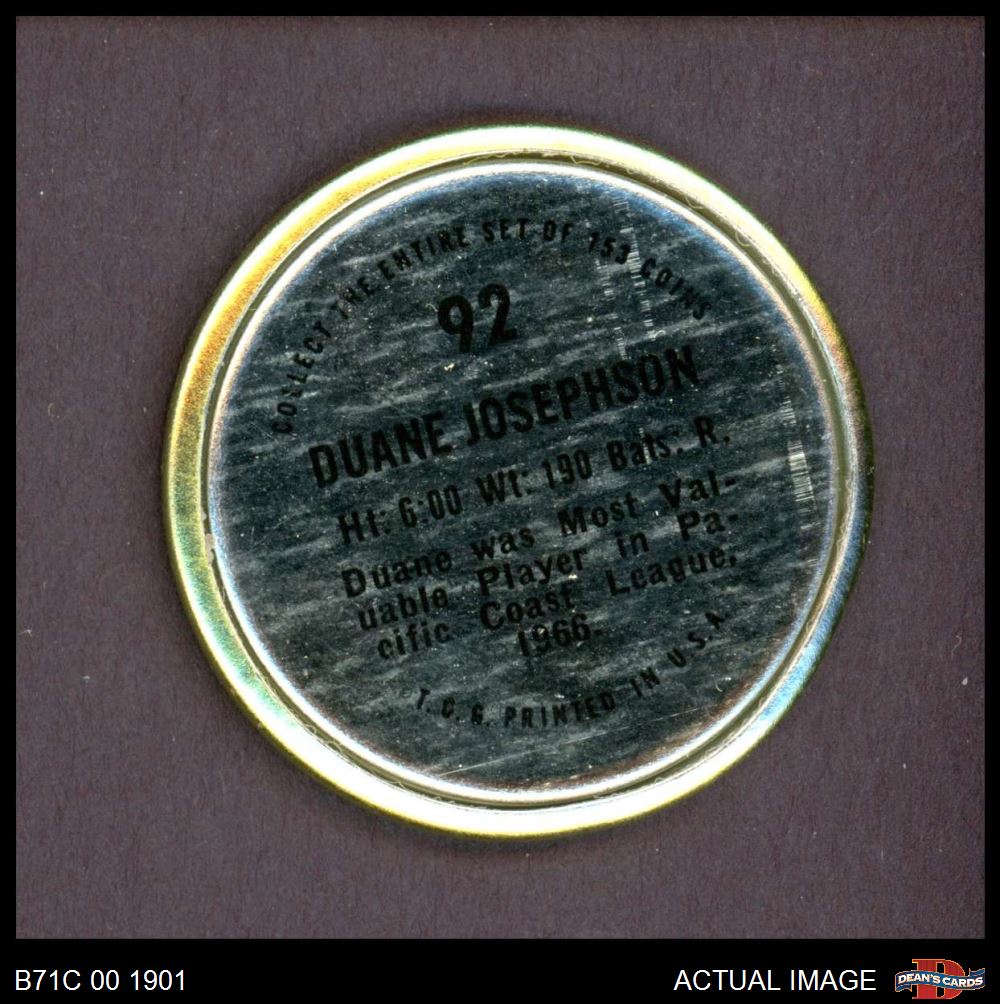 COLLECT THE ENTIRE SET OF 153 COINS
92
DUANE JOSEPHSON
Ht: 6:00 Wt: 190 Bats: R.
Duane was Most Val-
uable Player in Pa-
cific Coast League,
1966.
T.C.G. PRINTED IN U.S.A.
B71C 00 1901
ACTUAL IMAGE
DEAN'S CARDS